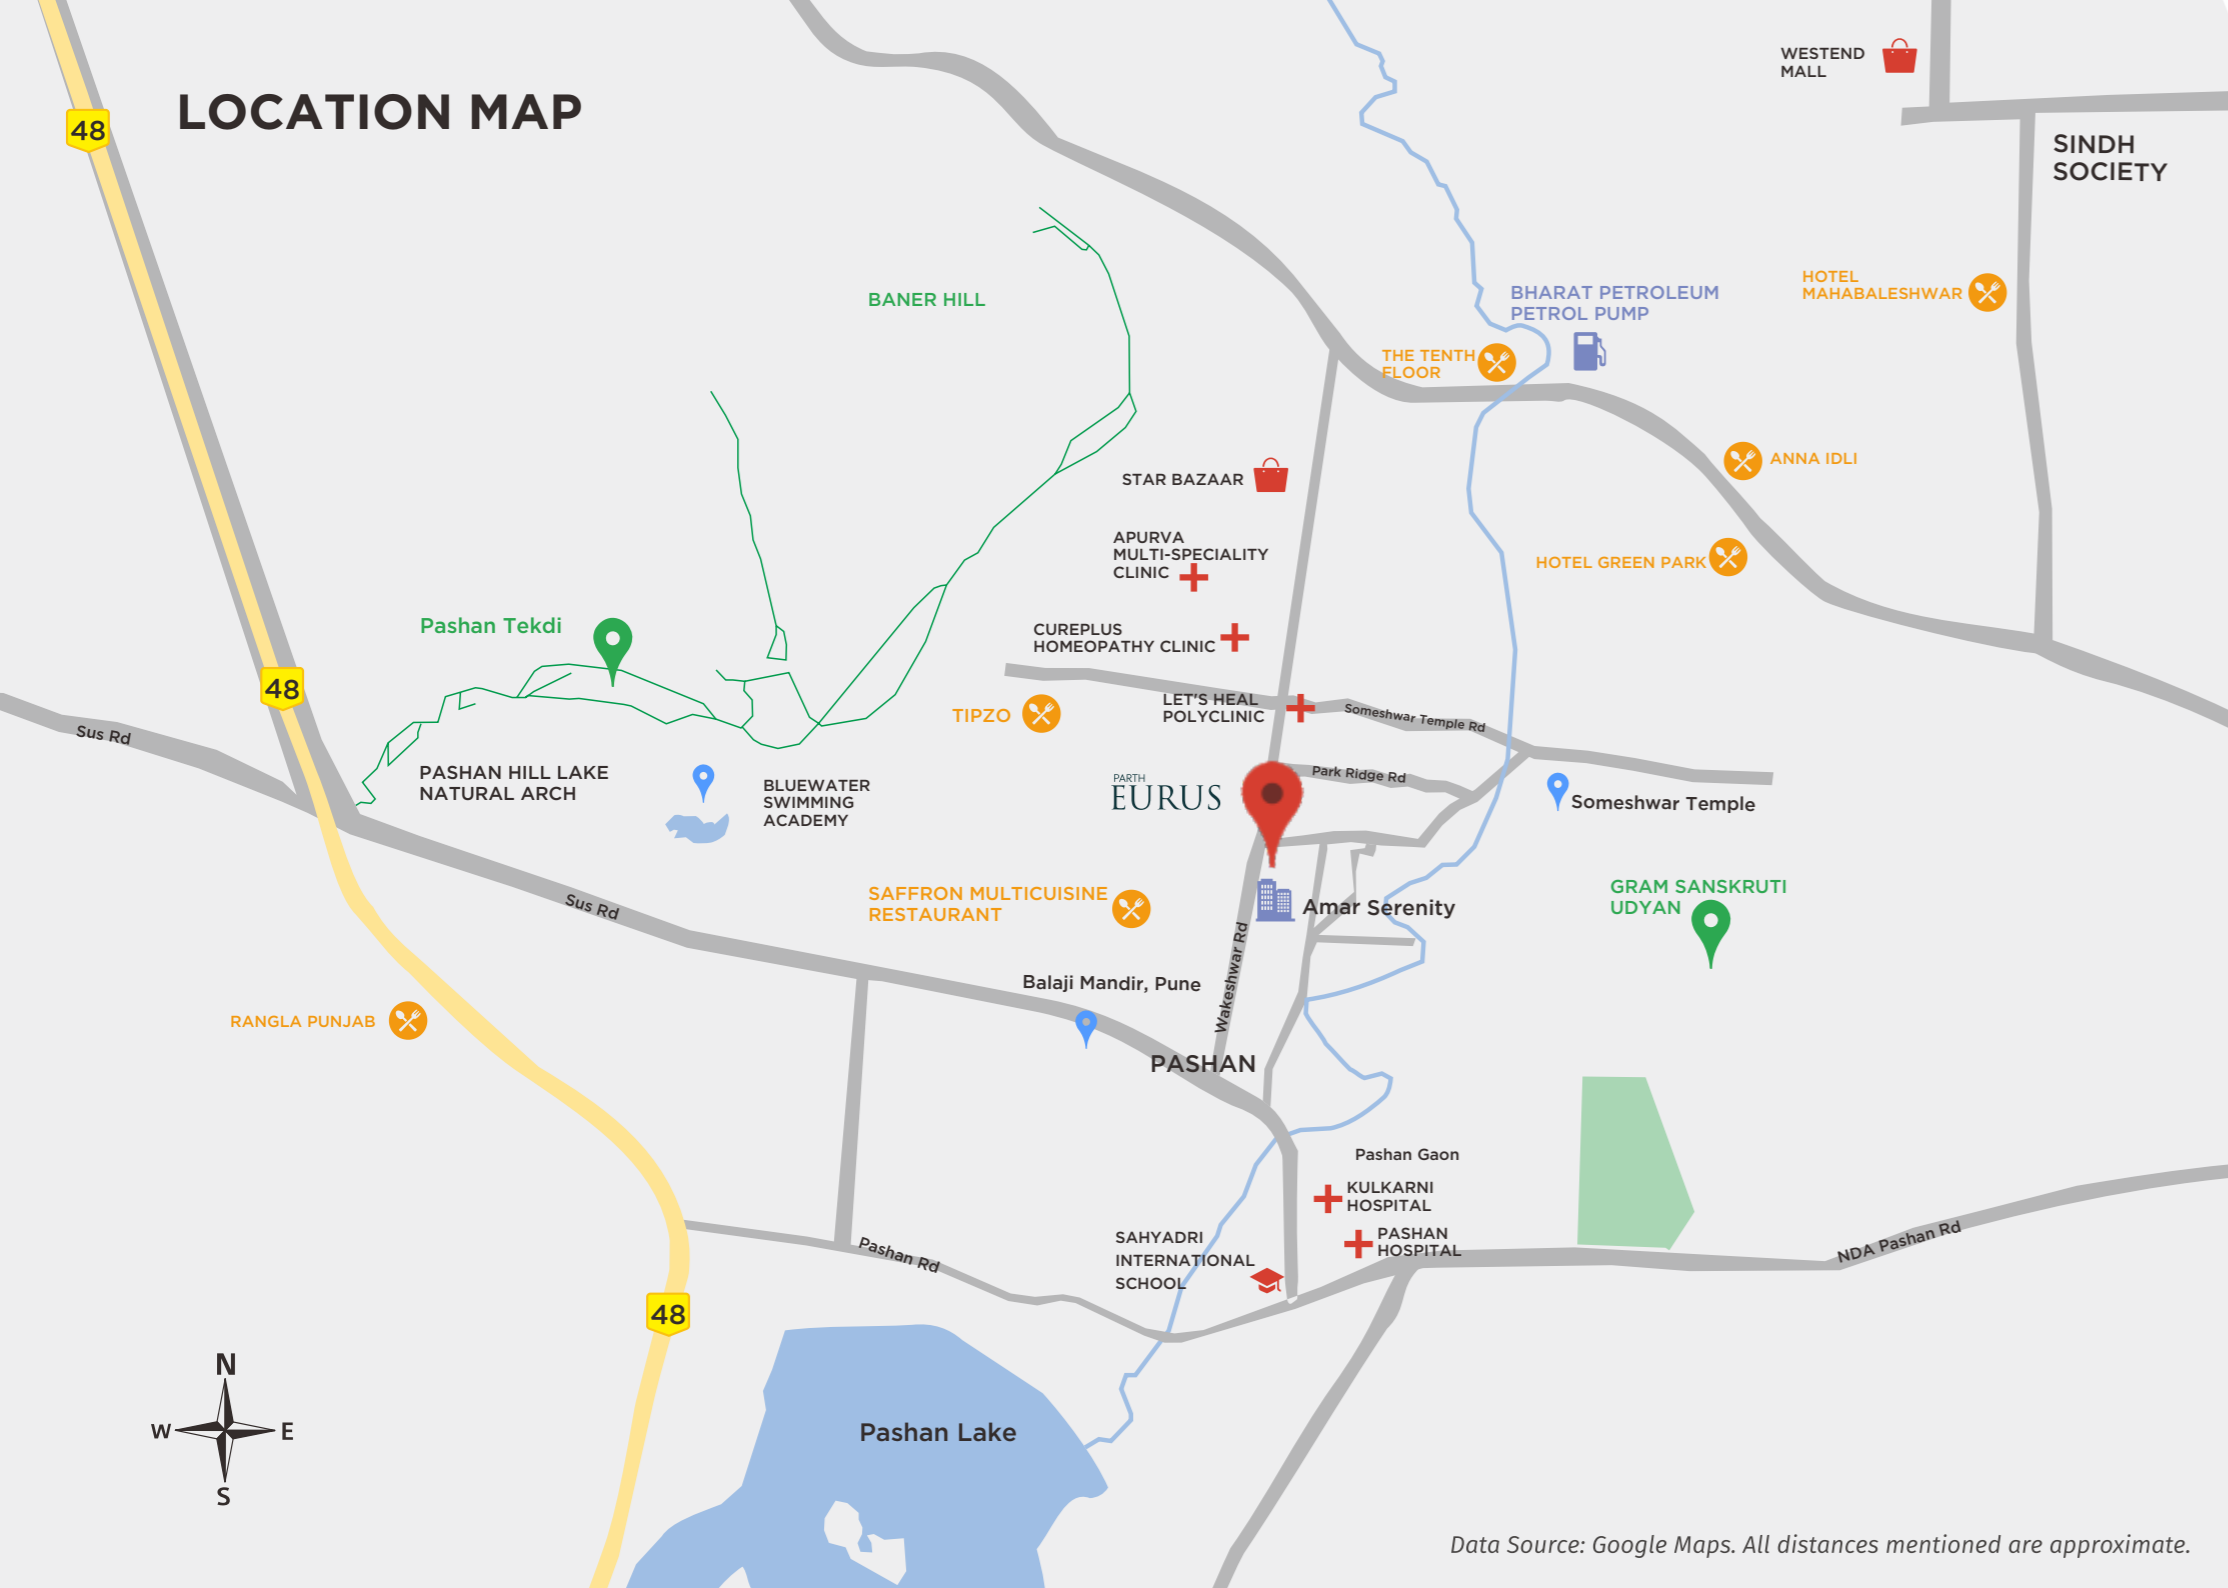 WESTEND
MALL
LOCATION MAP
48
SINDH
SOCIETY
BANER HILL
HOTEL
MAHABALESHWAR
BHARAT PETROLEUM
PETROL PUMP
THE TENTH
FLOOR
STAR BAZAAR
ANNA IDLI
APURVA
MULTI-SPECIALITY
CLINIC
HOTEL GREEN PARK
Pashan Tekdi
CUREPLUS
HOMEOPATHY CLINIC
48
LET'S HEAL
POLYCLINIC
TIPZO
Someshwar Temple Rd
Sus Rd
PASHAN HILL LAKE
NATURAL ARCH
BLUEWATER
SWIMMING
ACADEMY
PARTH
EURUS
Park Ridge Rd
Someshwar Temple
SAFFRON MULTICUISINE
RESTAURANT
Sus Rd
Amar Serenity
GRAM SANSKRUTI
UDYAN
Wakeshwar Rd
Balaji Mandir, Pune
RANGLA PUNJAB
PASHAN
Pashan Gaon
KULKARNI
HOSPITAL
PASHAN
HOSPITAL
SAHYADRI
INTERNATIONAL
SCHOOL
Pashan Rd
NDA Pashan Rd
48
Pashan Lake
N
W
E
S
Data Source: Google Maps. All distances mentioned are approximate.